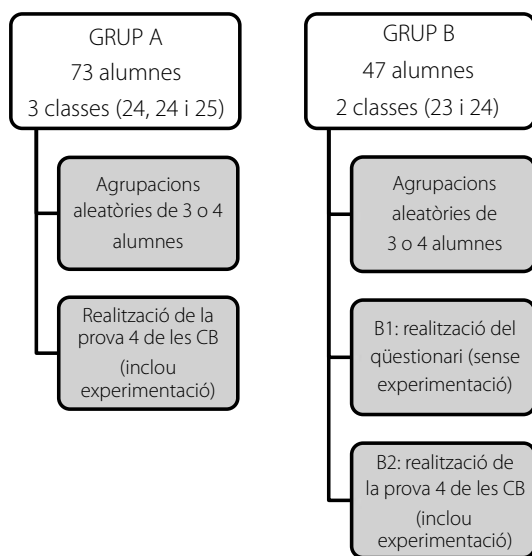 GRUP A
73 alumnes
3 classes (24, 24 i 25)
Agrupacions
aleatòries de 3 o 4
alumnes
Realització de la
prova 4 de les CB
(inclou
experimentació)
GRUP B
47 alumnes
2 classes (23 i 24)
Agrupacions
aleatòries de
3 o 4 alumnes
B1: realització del
qüestionari (sense
experimentació)
B2: realització de
la prova 4 de les CB
(inclou
experimentació)